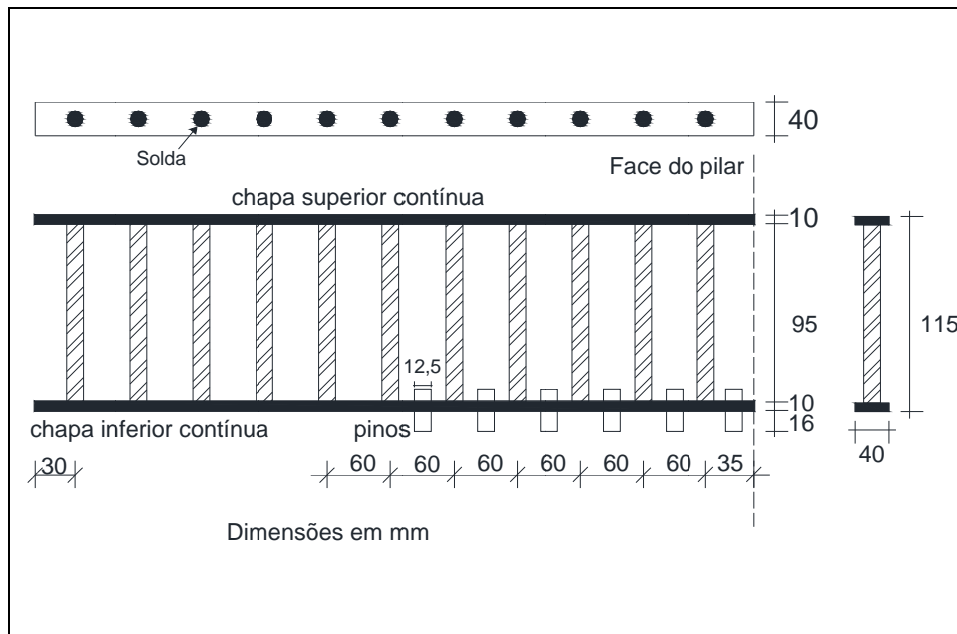 40
Solda
Face do pilar
chapa superior contínua
10
95
115
12,5
10
chapa inferior contínua
pinos
16
30
60
60
60
60
60
60
35
40
Dimensões em mm